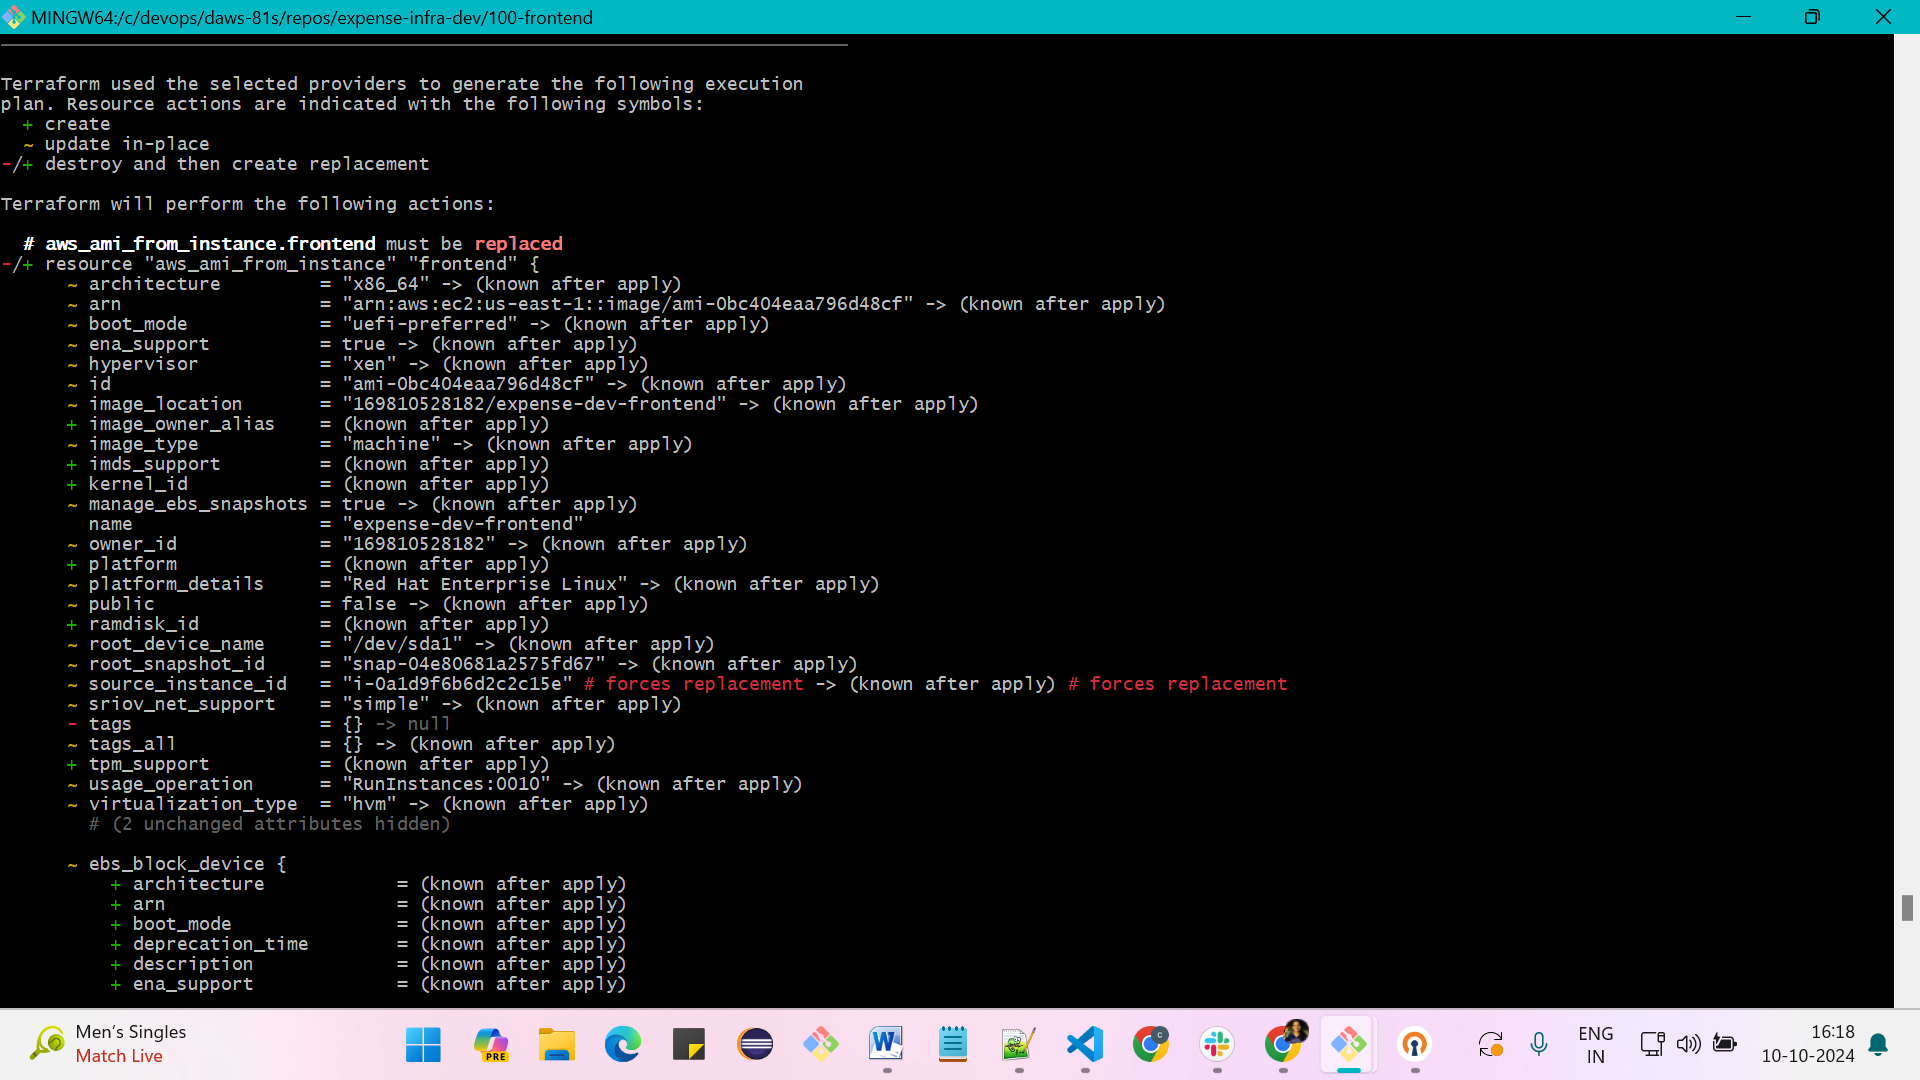 MINGW64:/c/devops/daws-81s/repos/expense-infra-dev/100-frontend
Terraform used the selected providers to generate the following execution
plan. Resource actions are indicated with the following symbols:
  + create
  ~ update in-place
-/+ destroy and then create replacement
Terraform will perform the following actions:
  # aws_ami_from_instance.frontend must be replaced
-/+ resource "aws_ami_from_instance" "frontend" {
      ~ architecture         = "x86_64" -> (known after apply)
      ~ arn                  = "arn:aws:ec2:us-east-1::image/ami-0bc404eaa796d48cf" -> (known after apply)
      ~ boot_mode            = "uefi-preferred" -> (known after apply)
      ~ ena_support          = true -> (known after apply)
      ~ hypervisor           = "xen" -> (known after apply)
      ~ id                   = "ami-0bc404eaa796d48cf" -> (known after apply)
      ~ image_location       = "169810528182/expense-dev-frontend" -> (known after apply)
      + image_owner_alias    = (known after apply)
      ~ image_type           = "machine" -> (known after apply)
      + imds_support         = (known after apply)
      + kernel_id            = (known after apply)
      ~ manage_ebs_snapshots = true -> (known after apply)
        name                 = "expense-dev-frontend"
      ~ owner_id             = "169810528182" -> (known after apply)
      + platform             = (known after apply)
      ~ platform_details     = "Red Hat Enterprise Linux" -> (known after apply)
      ~ public               = false -> (known after apply)
      + ramdisk_id           = (known after apply)
      ~ root_device_name     = "/dev/sda1" -> (known after apply)
      ~ root_snapshot_id     = "snap-04e80681a2575fd67" -> (known after apply)
      ~ source_instance_id   = "i-0a1d9f6b6d2c2c15e" # forces replacement -> (known after apply) # forces replacement
      ~ sriov_net_support    = "simple" -> (known after apply)
      - tags                 = {} -> null
      ~ tags_all             = {} -> (known after apply)
      + tpm_support          = (known after apply)
      ~ usage_operation      = "RunInstances:0010" -> (known after apply)
      ~ virtualization_type  = "hvm" -> (known after apply)
        # (2 unchanged attributes hidden)
      ~ ebs_block_device {
          + architecture            = (known after apply)
          + arn                     = (known after apply)
          + boot_mode               = (known after apply)
          + deprecation_time        = (known after apply)
          + description             = (known after apply)
          + ena_support             = (known after apply)
Men's Singles
Match Live
PRE
ENG
IN
16:18
10-10-2024